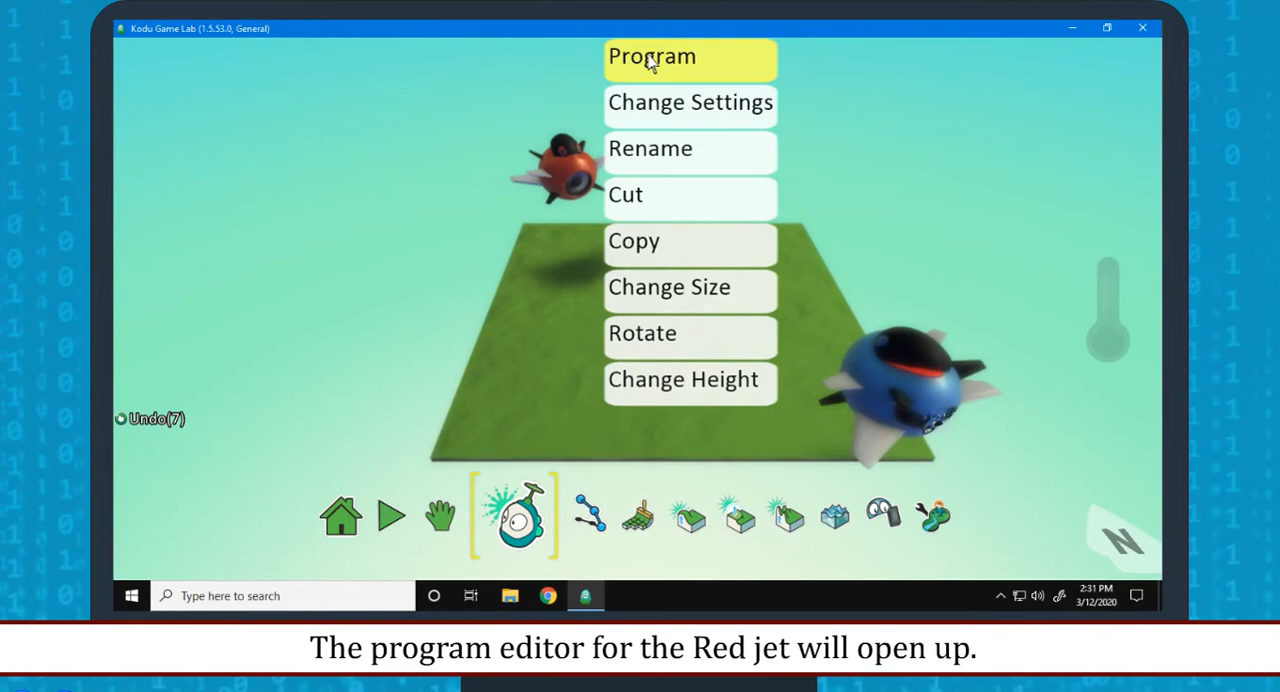 Kodu Game Lab (1.5.53.0, General)
Program
Change Settings
Rename
Cut
Copy
Change Size
Rotate
Change Height
Undo(7)
N
Type here to search
2:31 PM
3/12/2020
The program editor for the Red jet will open up.